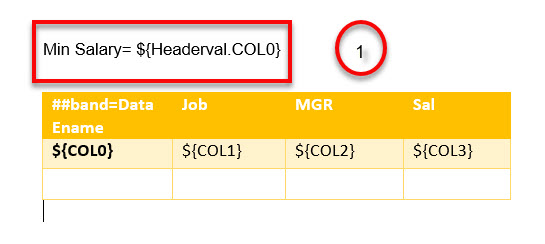 Min Salary= ${Headerval.COL0}
1
##band=Data Job MGR Sal
Ename
${COL0} ${COL1} ${COL2} ${COL3}